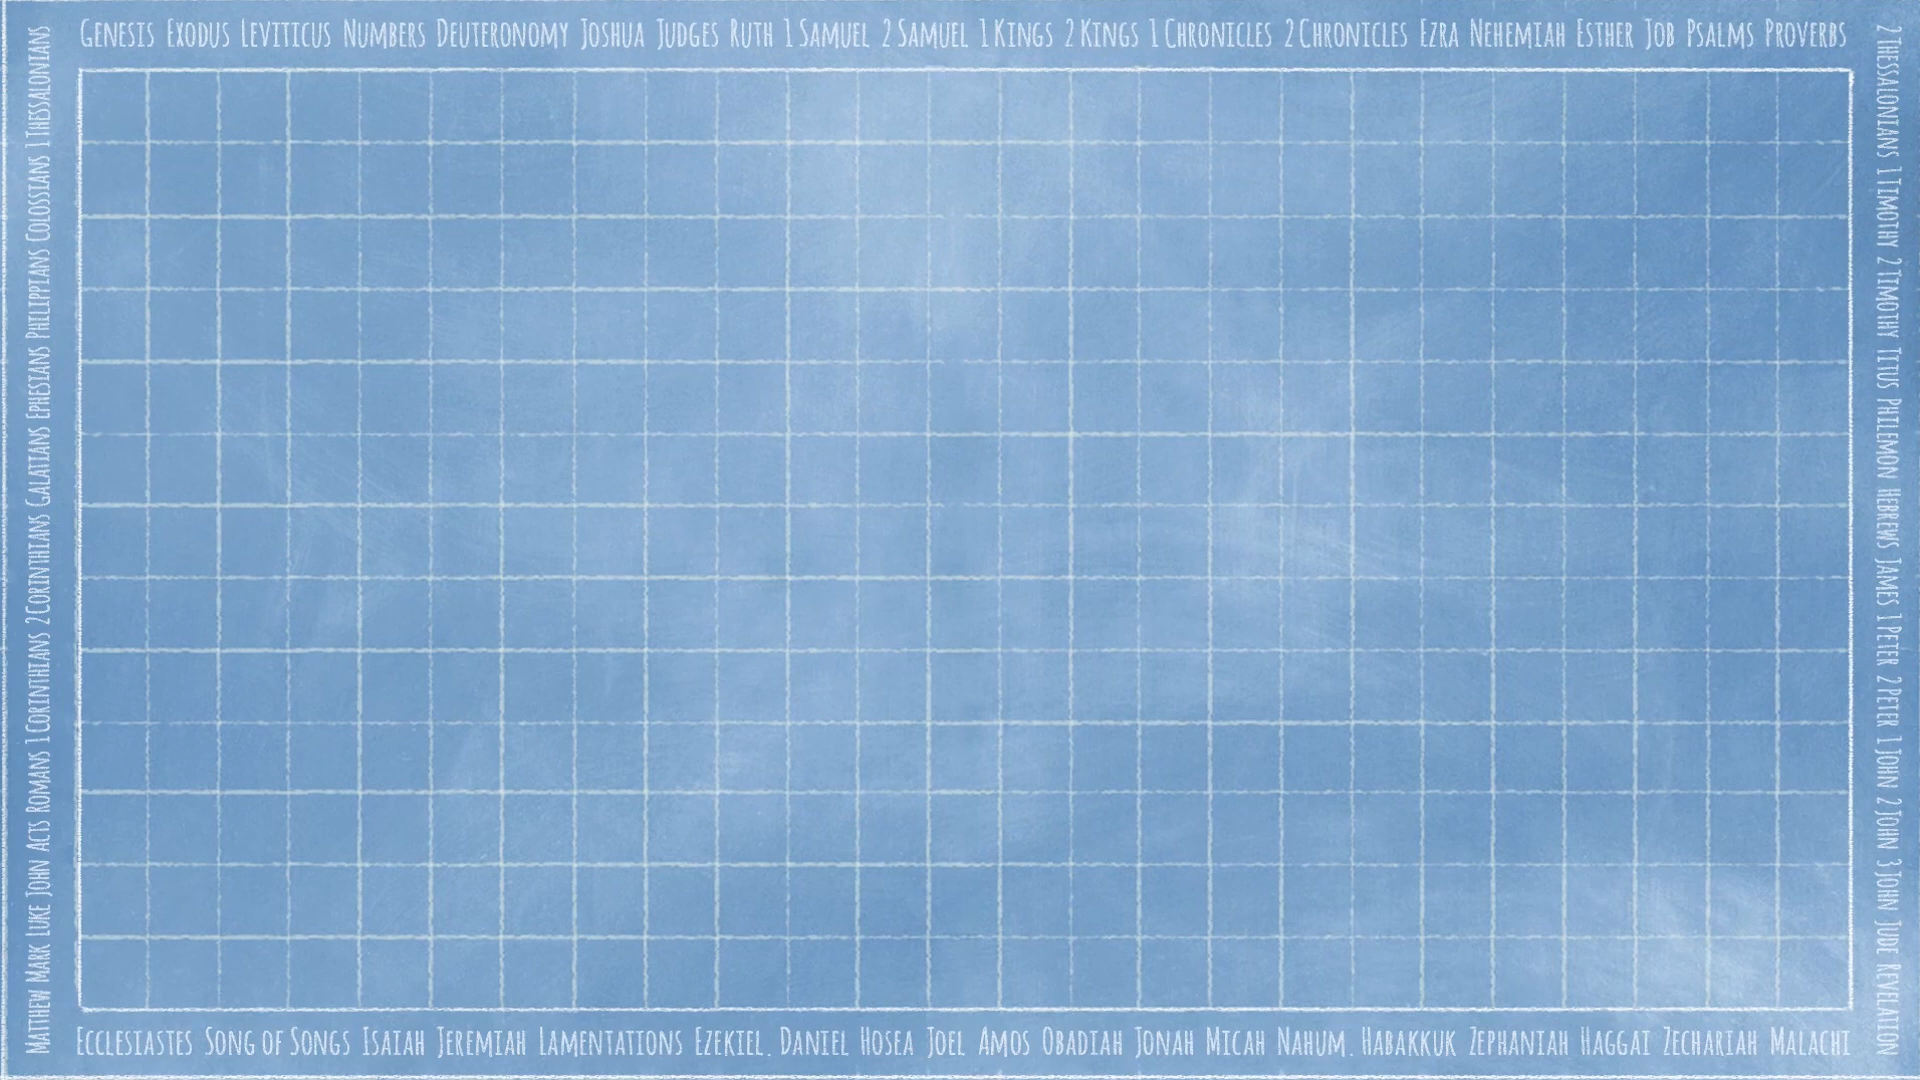 Genesis Exodus Leviticus Numbers Deuteronomy Joshua Judges Ruth 1 Samuel 2 Samuel 1 Kings 2 Kings 1 Chronicles 2 Chronicles Ezra Nehemiah Esther Job Psalms Proverbs
Ecclesiastes Song of Songs Isaiah Jeremiah Lamentations Ezekiel. Daniel Hosea Joel Amos Obadiah Jonah Micah Nahum. Habakkuk Zephaniah Haggai Zechariah Malachi
Matthew Mark Luke John Acts Romans 1 Corinthians 2 Corinthians Galatians Ephesians Philippians Colossians 1 Thessalonians
2 Thessalonians 1 Timothy 2 Timothy Titus Philemon Hebrews James 1 Peter 2 Peter 1 John 2 John 3 John Jude Revelation